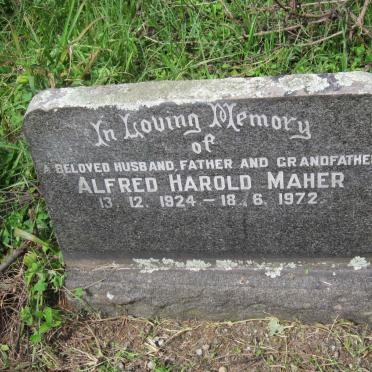 In Loving Memory
of
A BELOVED HUSBAND, FATHER AND GRANDFATHER
ALFRED HAROLD MAHER
13. 12. 1924 – 18. 6. 1972.